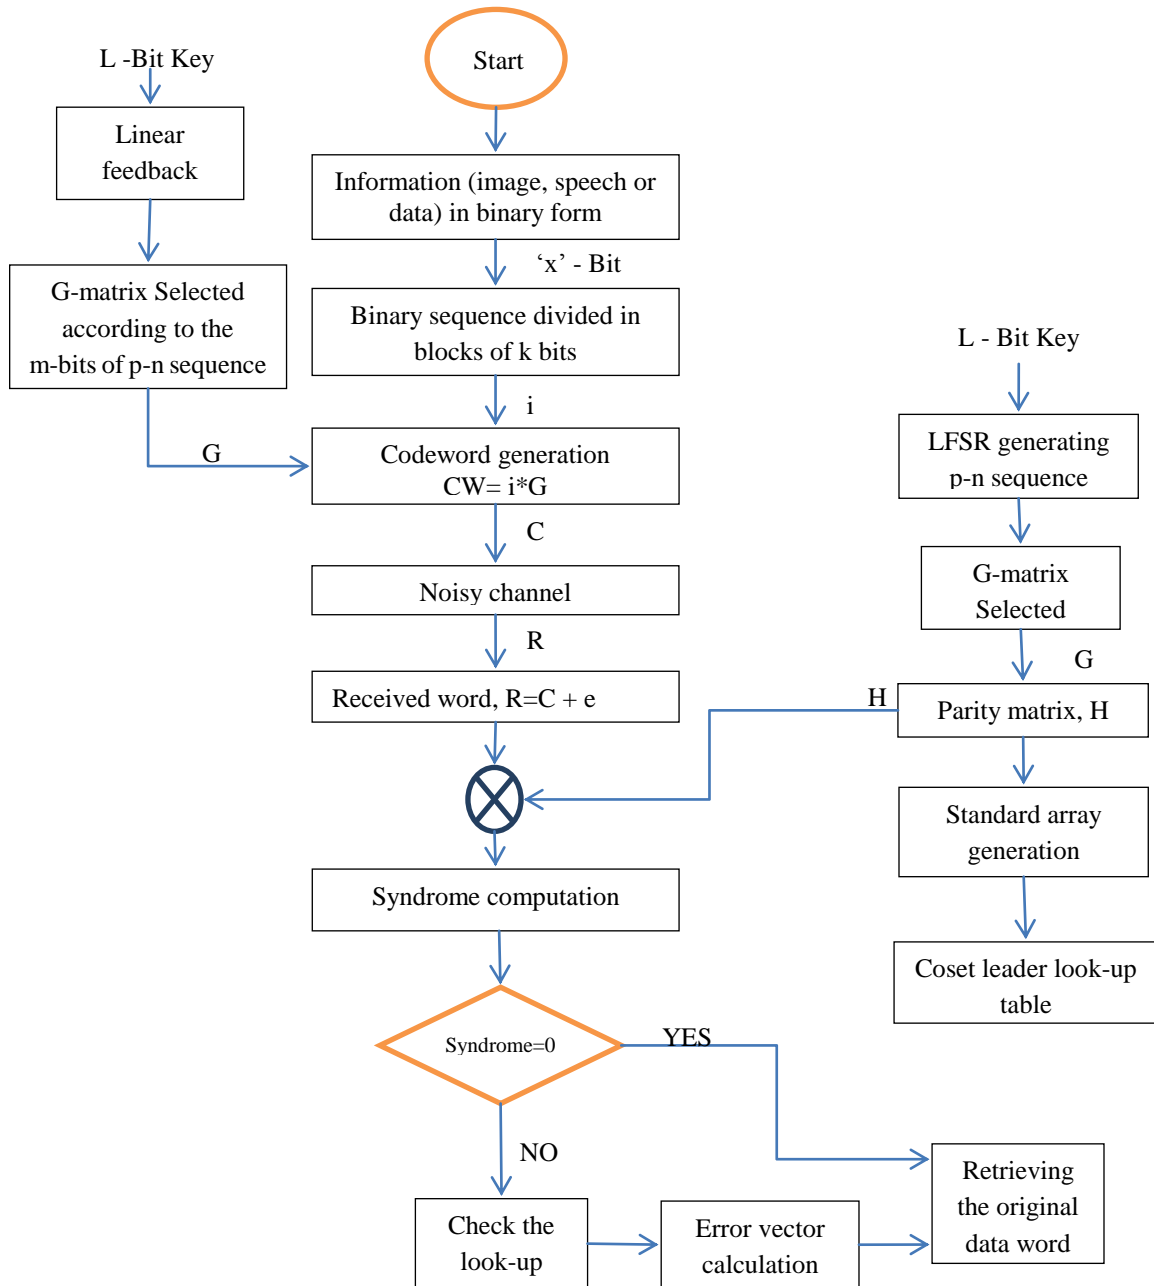 L -Bit Key
Start
Linear
feedback
Information (image, speech or
data) in binary form
‘x’ - Bit
G-matrix Selected
according to the
m-bits of p-n sequence
Binary sequence divided in
blocks of k bits
i
G
Codeword generation
CW= i*G
C
Noisy channel
R
Received word, R=C + e
L - Bit Key
LFSR generating
p-n sequence
G-matrix
Selected
G
H
Parity matrix, H
Standard array
generation
Coset leader look-up
table
Syndrome computation
Syndrome=0
YES
NO
Check the
look-up
Error vector
calculation
Retrieving
the original
data word